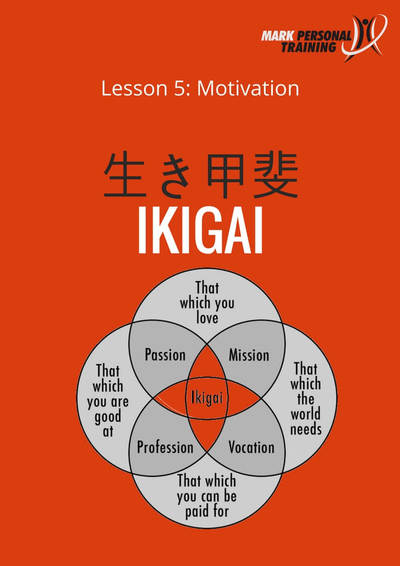 MARK PERSONAL
TRAINING
Lesson 5: Motivation
生き甲斐
IKIGAI
That
which you
love
Passion
Mission
That
which
you are
good
at
Ikigai
That
which
the
world
needs
Profession
Vocation
That which
you can be
paid for